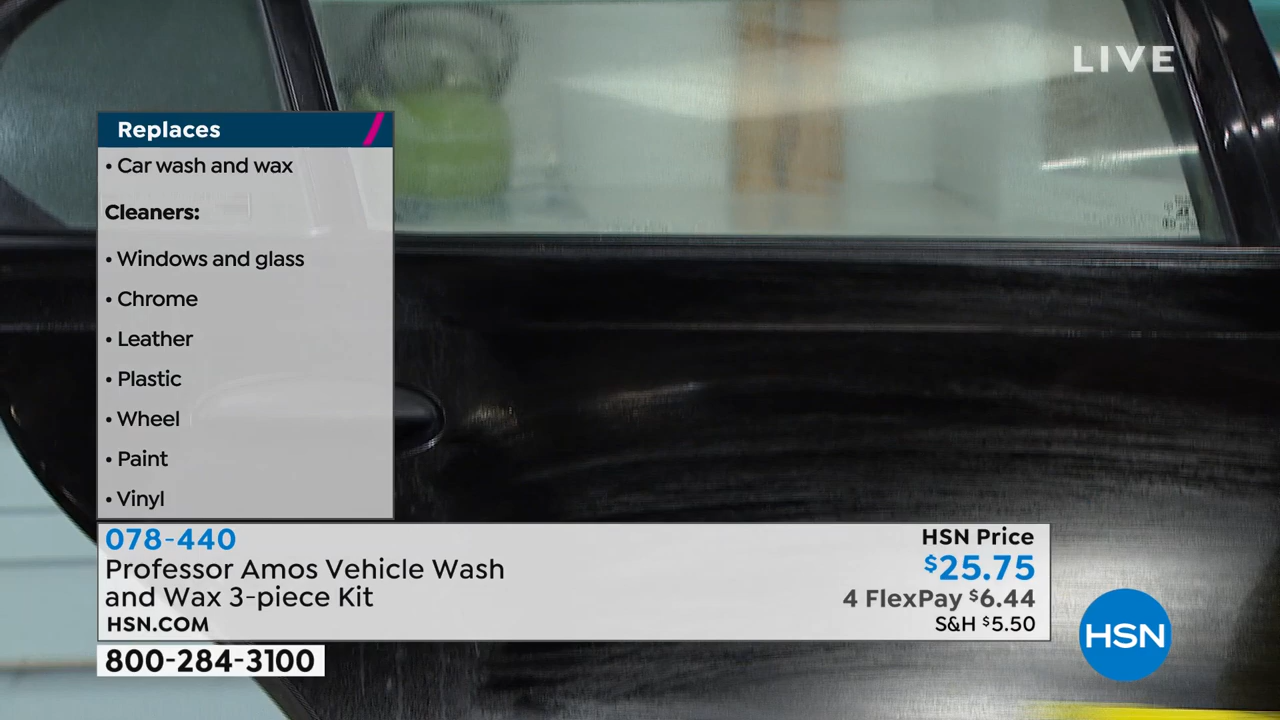 LIVE
Replaces
• Car wash and wax
Cleaners:
• Windows and glass
• Chrome
• Leather
• Plastic
• Wheel
• Paint
• Vinyl
078-440
Professor Amos Vehicle Wash
and Wax 3-piece Kit
HSN.COM
HSN Price
$25.75
4 FlexPay $6.44
S&H $5.50
800-284-3100
HSN